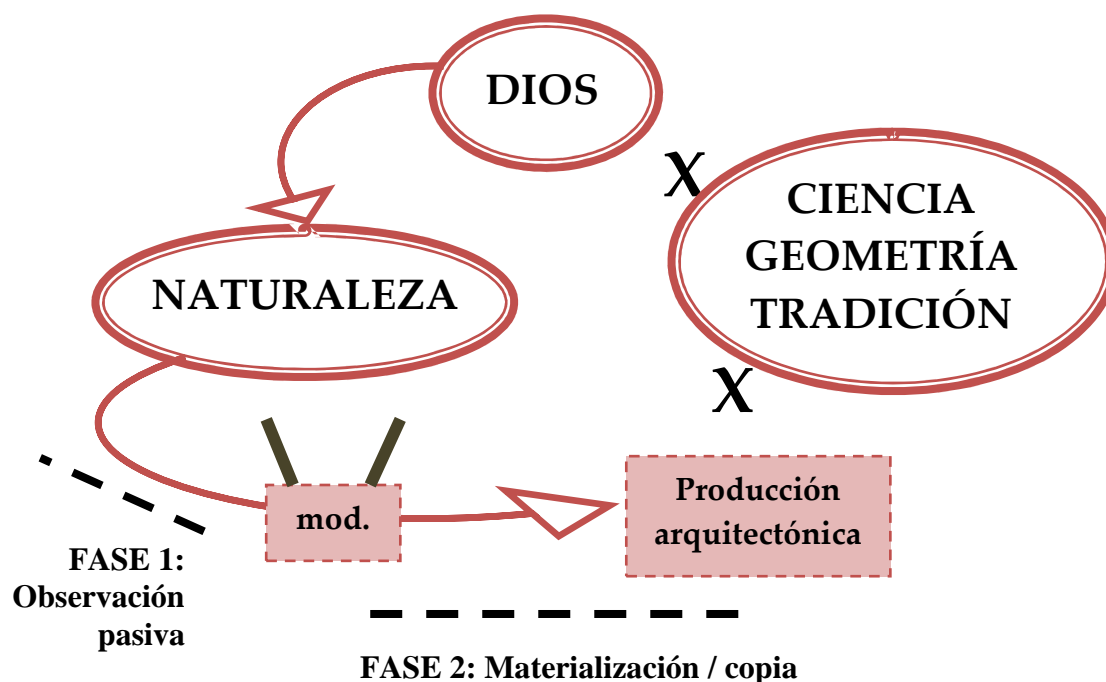 DIOS
X
CIENCIA
GEOMETRÍA
TRADICIÓN
X
NATURALEZA
mod.
Producción
arquitectónica
FASE 1:
Observación
pasiva
FASE 2: Materialización / copia